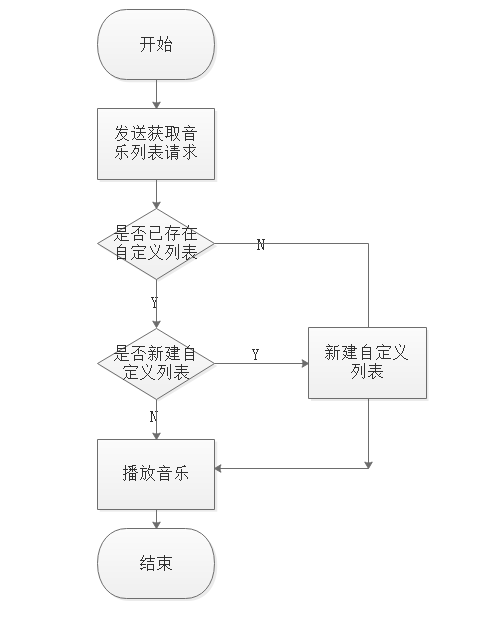 开始
发送获取音
乐列表请求
是否已存在
自定义列表
N
Y
是否新建自
定义列表
Y
新建自定义
列表
N
播放音乐
结束